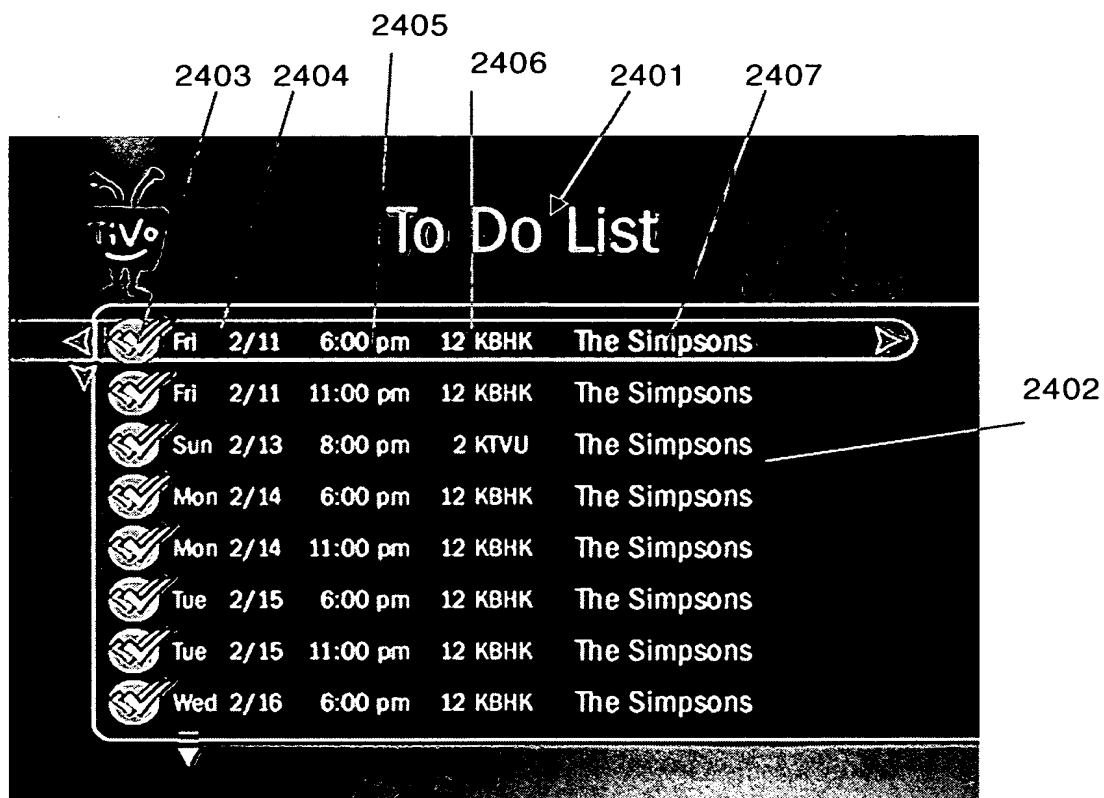 2405
2403 2404 2406 2401 2407
TiVo
To Do List
Fri 2/11 6:00 pm 12 KBHK The Simpsons
Fri 2/11 11:00 pm 12 KBHK The Simpsons
2402
Sun 2/13 8:00 pm 2 KTVU The Simpsons
Mon 2/14 6:00 pm 12 KBHK The Simpsons
Mon 2/14 11:00 pm 12 KBHK The Simpsons
Tue 2/15 6:00 pm 12 KBHK The Simpsons
Tue 2/15 11:00 pm 12 KBHK The Simpsons
Wed 2/16 6:00 pm 12 KBHK The Simpsons